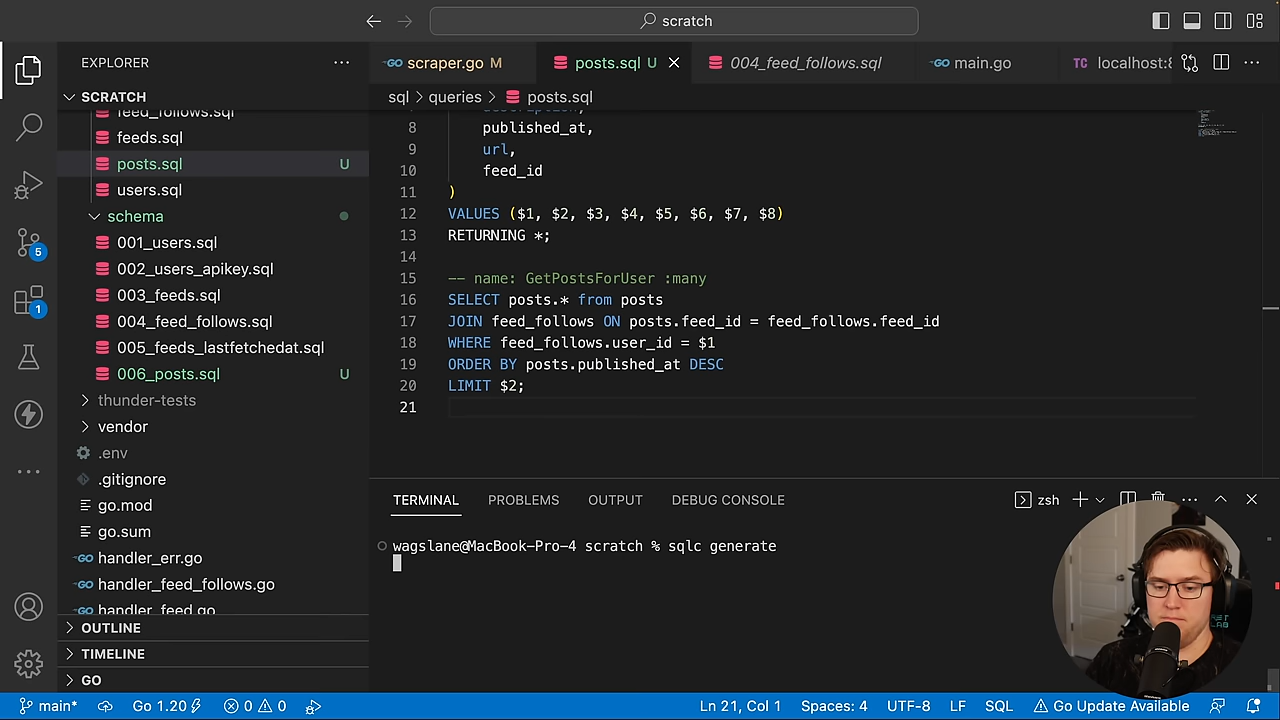 scratch
EXPLORER
SCRATCH
feed_follows.sql
feeds.sql
posts.sql U
users.sql
schema
001_users.sql
002_users_apikey.sql
003_feeds.sql
004_feed_follows.sql
005_feeds_lastfetchedat.sql
006_posts.sql U
thunder-tests
vendor
.env
.gitignore
go.mod
go.sum
handler_err.go
handler_feed_follows.go
handler_feed.go
OUTLINE
TIMELINE
GO
5
1
scraper.go M
posts.sql U
004_feed_follows.sql
main.go
TC localhost:8
sql > queries > posts.sql
8 published_at,
9 url,
10 feed_id
11 )
12 VALUES ($1, $2, $3, $4, $5, $6, $7, $8)
13 RETURNING *;
14
15 -- name: GetPostsForUser :many
16 SELECT posts.* from posts
17 JOIN feed_follows ON posts.feed_id = feed_follows.feed_id
18 WHERE feed_follows.user_id = $1
19 ORDER BY posts.published_at DESC
20 LIMIT $2;
21
TERMINAL PROBLEMS OUTPUT DEBUG CONSOLE
zsh
wagslane@MacBook-Pro-4 scratch % sqlc generate
main* Go 1.20 0 0
Ln 21, Col 1 Spaces: 4 UTF-8 LF SQL Go Update Available